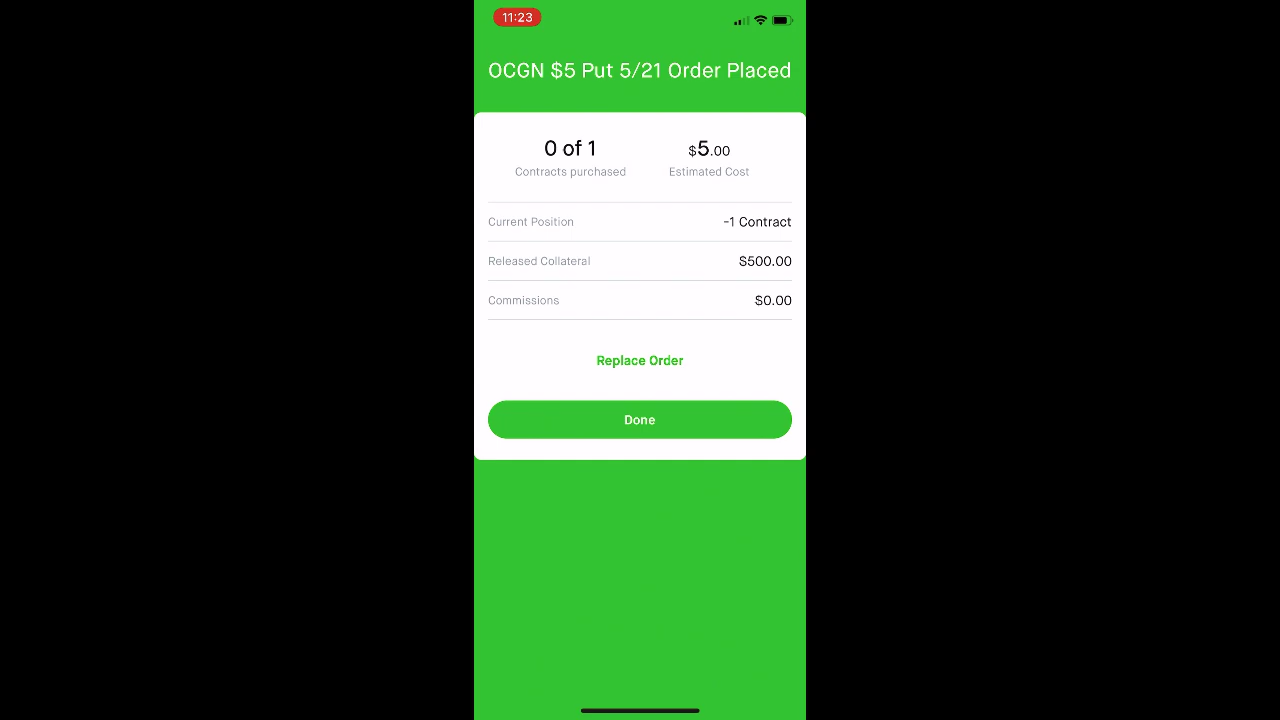 11:23
OCGN $5 Put 5/21 Order Placed
0 of 1 $5.00
Contracts purchased Estimated Cost
Current Position -1 Contract
Released Collateral $500.00
Commissions $0.00
Replace Order
Done